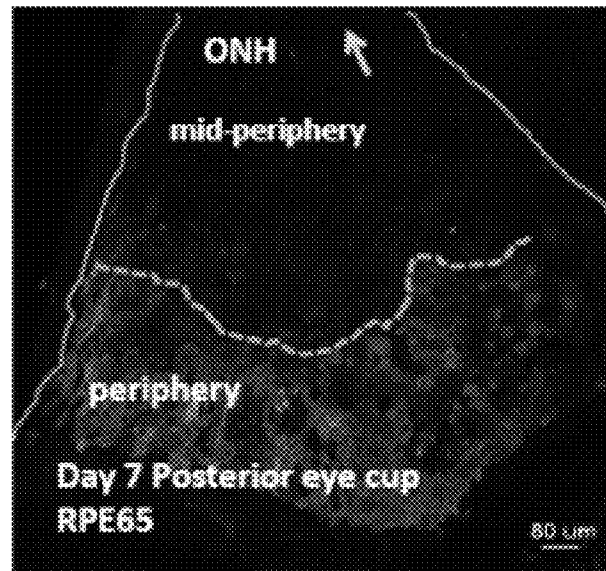 ONH
mid-periphery
periphery
Day 7 Posterior eye cup
RPE65
80 um